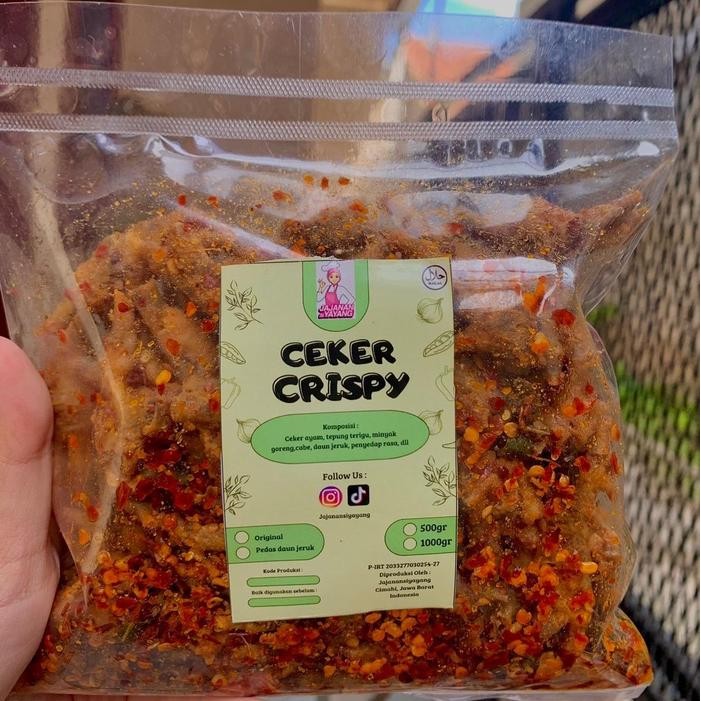 JAJANAN
SI YAYANG
حلال
HALAL
CEKER
CRISPY
Komposisi :
Ceker ayam, tepung terigu, minyak
goreng,cabe, daun jeruk, penyedap rasa, dll
Follow Us :
Jajanansiyayang
Original
Pedas daun jeruk
500gr
1000gr
Kode Produksi :
Baik digunakan sebelum :
P-IRT 2033277030254-27
Diproduksi Oleh :
Jajanansiyayang
Cimahi, Jawa Barat
Indonesia